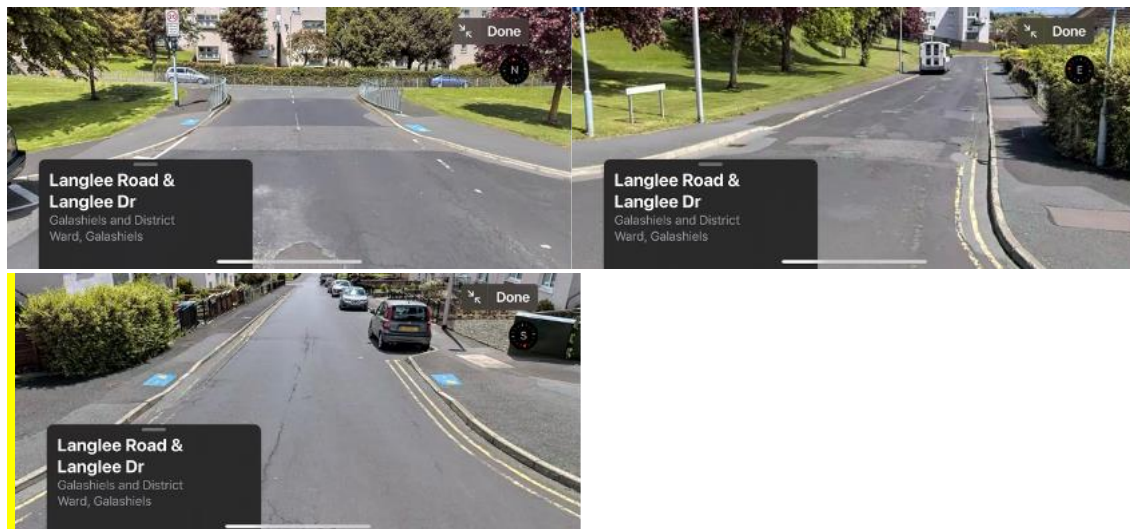 20
Done
N
Langlee Road &
Langlee Dr
Galashiels and District
Ward, Galashiels
Done
E
Langlee Road &
Langlee Dr
Galashiels and District
Ward, Galashiels
Done
S
Langlee Road &
Langlee Dr
Galashiels and District
Ward, Galashiels